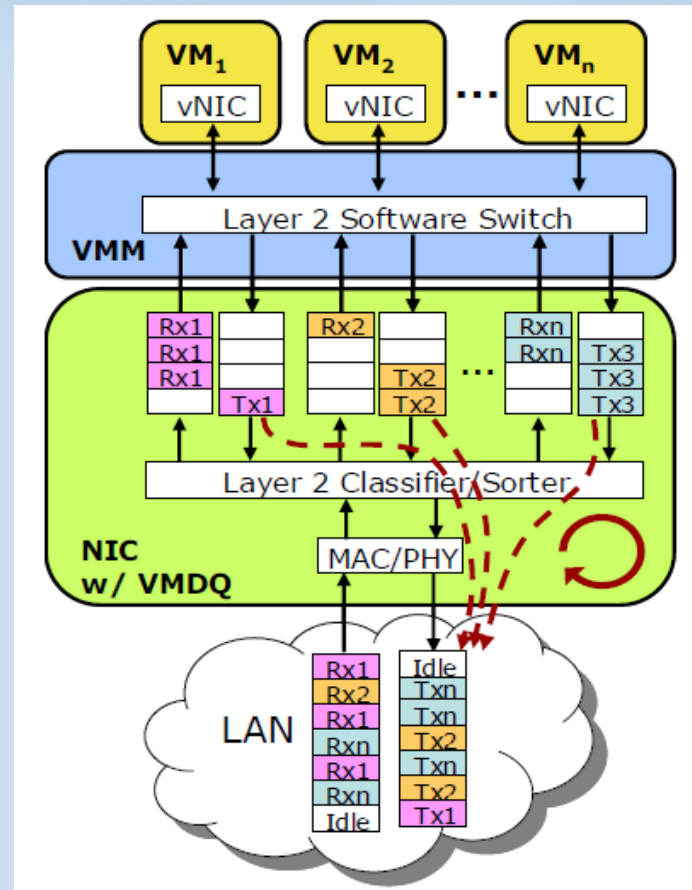 VM1 VM2 ... VMn
vNIC vNIC vNIC
Layer 2 Software Switch
VMM
Rx1 Rx2 Rxn
Rx1 Rxn Tx3
Rx1 Tx2 ... Tx3
Tx1 Tx2 Tx3
Layer 2 Classifier/Sorter
NIC
w/ VMDQ
MAC/PHY
LAN
Rx1 Idle
Rx2 Txn
Rx1 Txn
Rxn Tx2
Rx1 Txn
Rxn Tx2
Idle Tx1